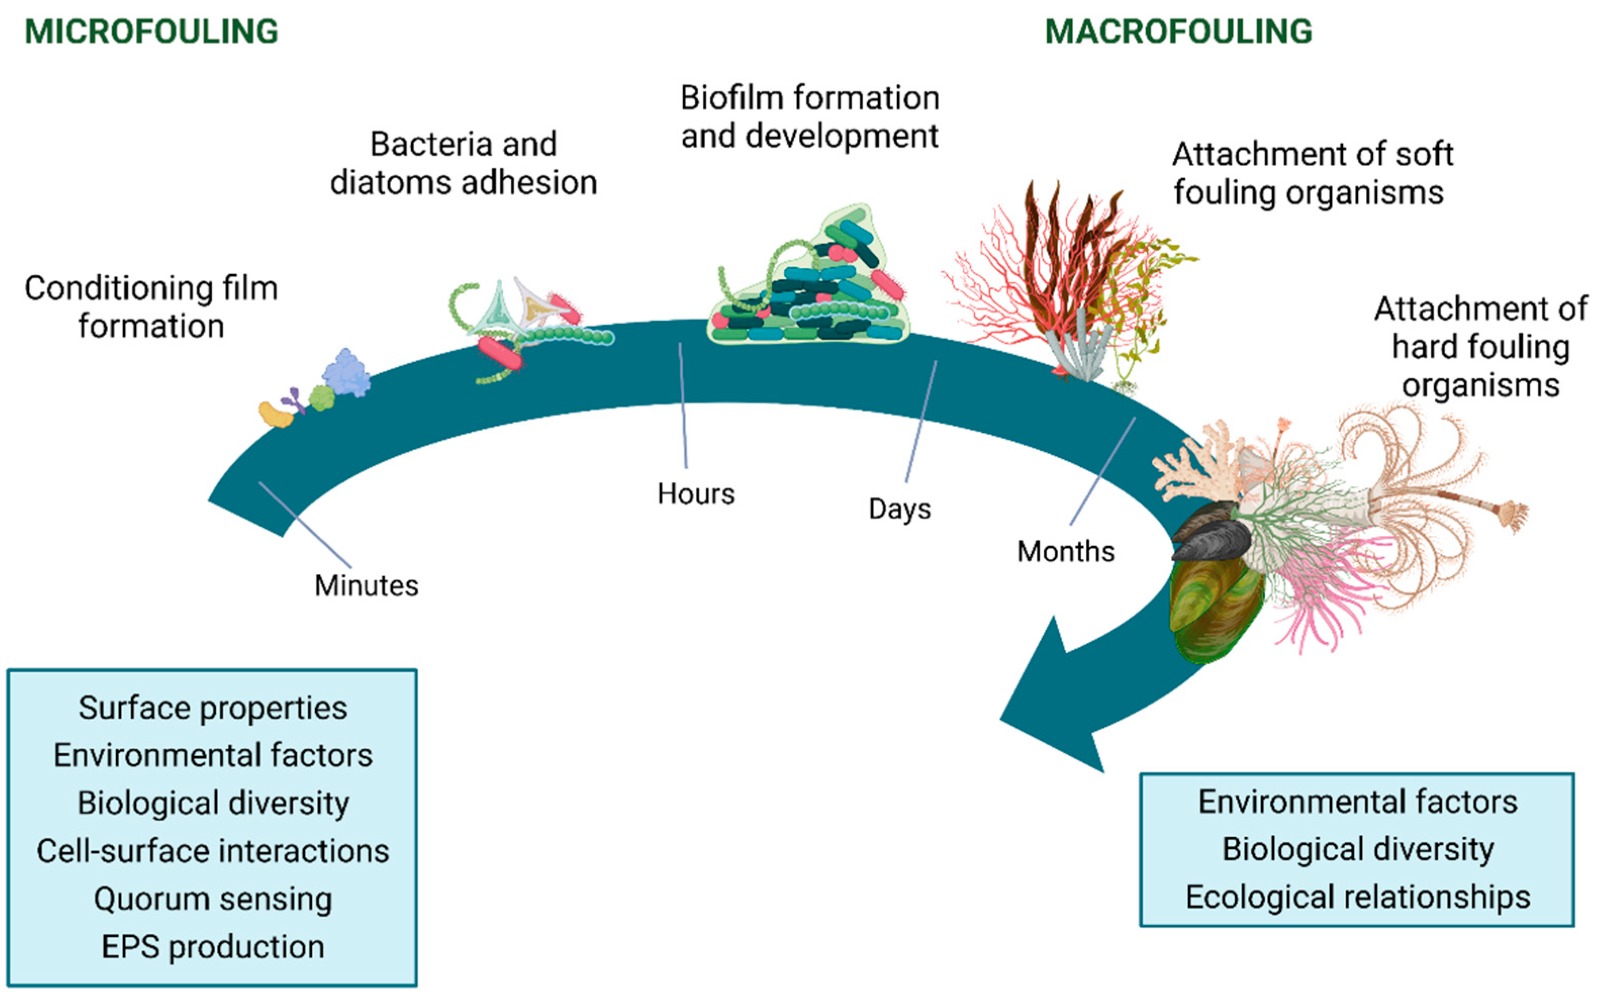 MICROFOULING
MACROFOULING
Biofilm formation
and development
Bacteria and
diatoms adhesion
Attachment of soft
fouling organisms
Conditioning film
formation
Attachment of
hard fouling
organisms
Hours
Days
Months
Minutes
Surface properties
Environmental factors
Biological diversity
Cell-surface interactions
Quorum sensing
EPS production
Environmental factors
Biological diversity
Ecological relationships